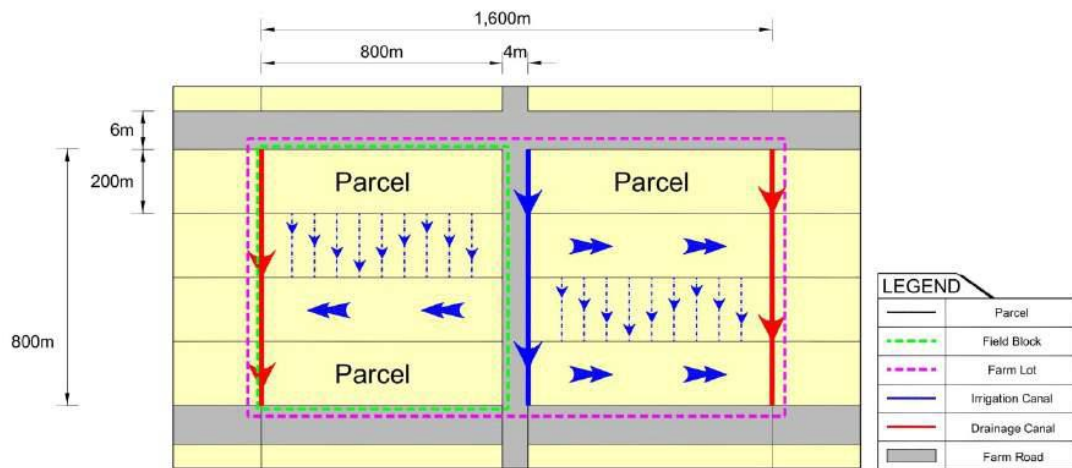 1,600m
800m
4m
6m
200m
800m
Parcel
Parcel
Parcel
LEGEND
Parcel
Field Block
Farm Lot
Irrigation Canal
Drainage Canal
Farm Road